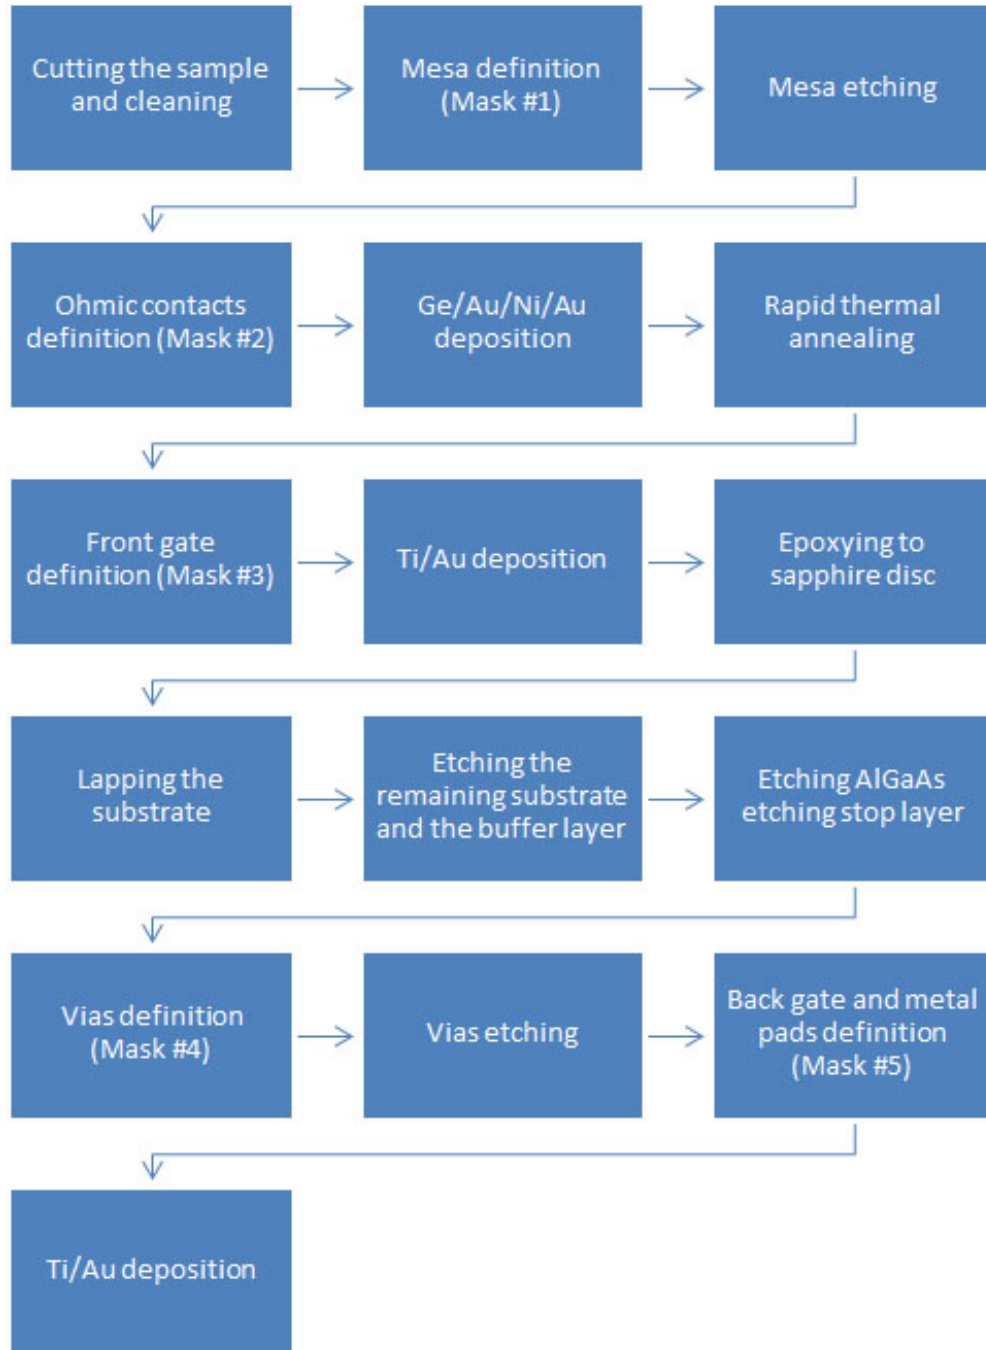 Cutting the sample
and cleaning
Mesa definition
(Mask #1)
Mesa etching
Ohmic contacts
definition (Mask #2)
Ge/Au/Ni/Au
deposition
Rapid thermal
annealing
Front gate
definition (Mask #3)
Ti/Au deposition
Epoxying to
sapphire disc
Lapping the
substrate
Etching the
remaining substrate
and the buffer layer
Etching AlGaAs
etching stop layer
Vias definition
(Mask #4)
Vias etching
Back gate and metal
pads definition
(Mask #5)
Ti/Au deposition